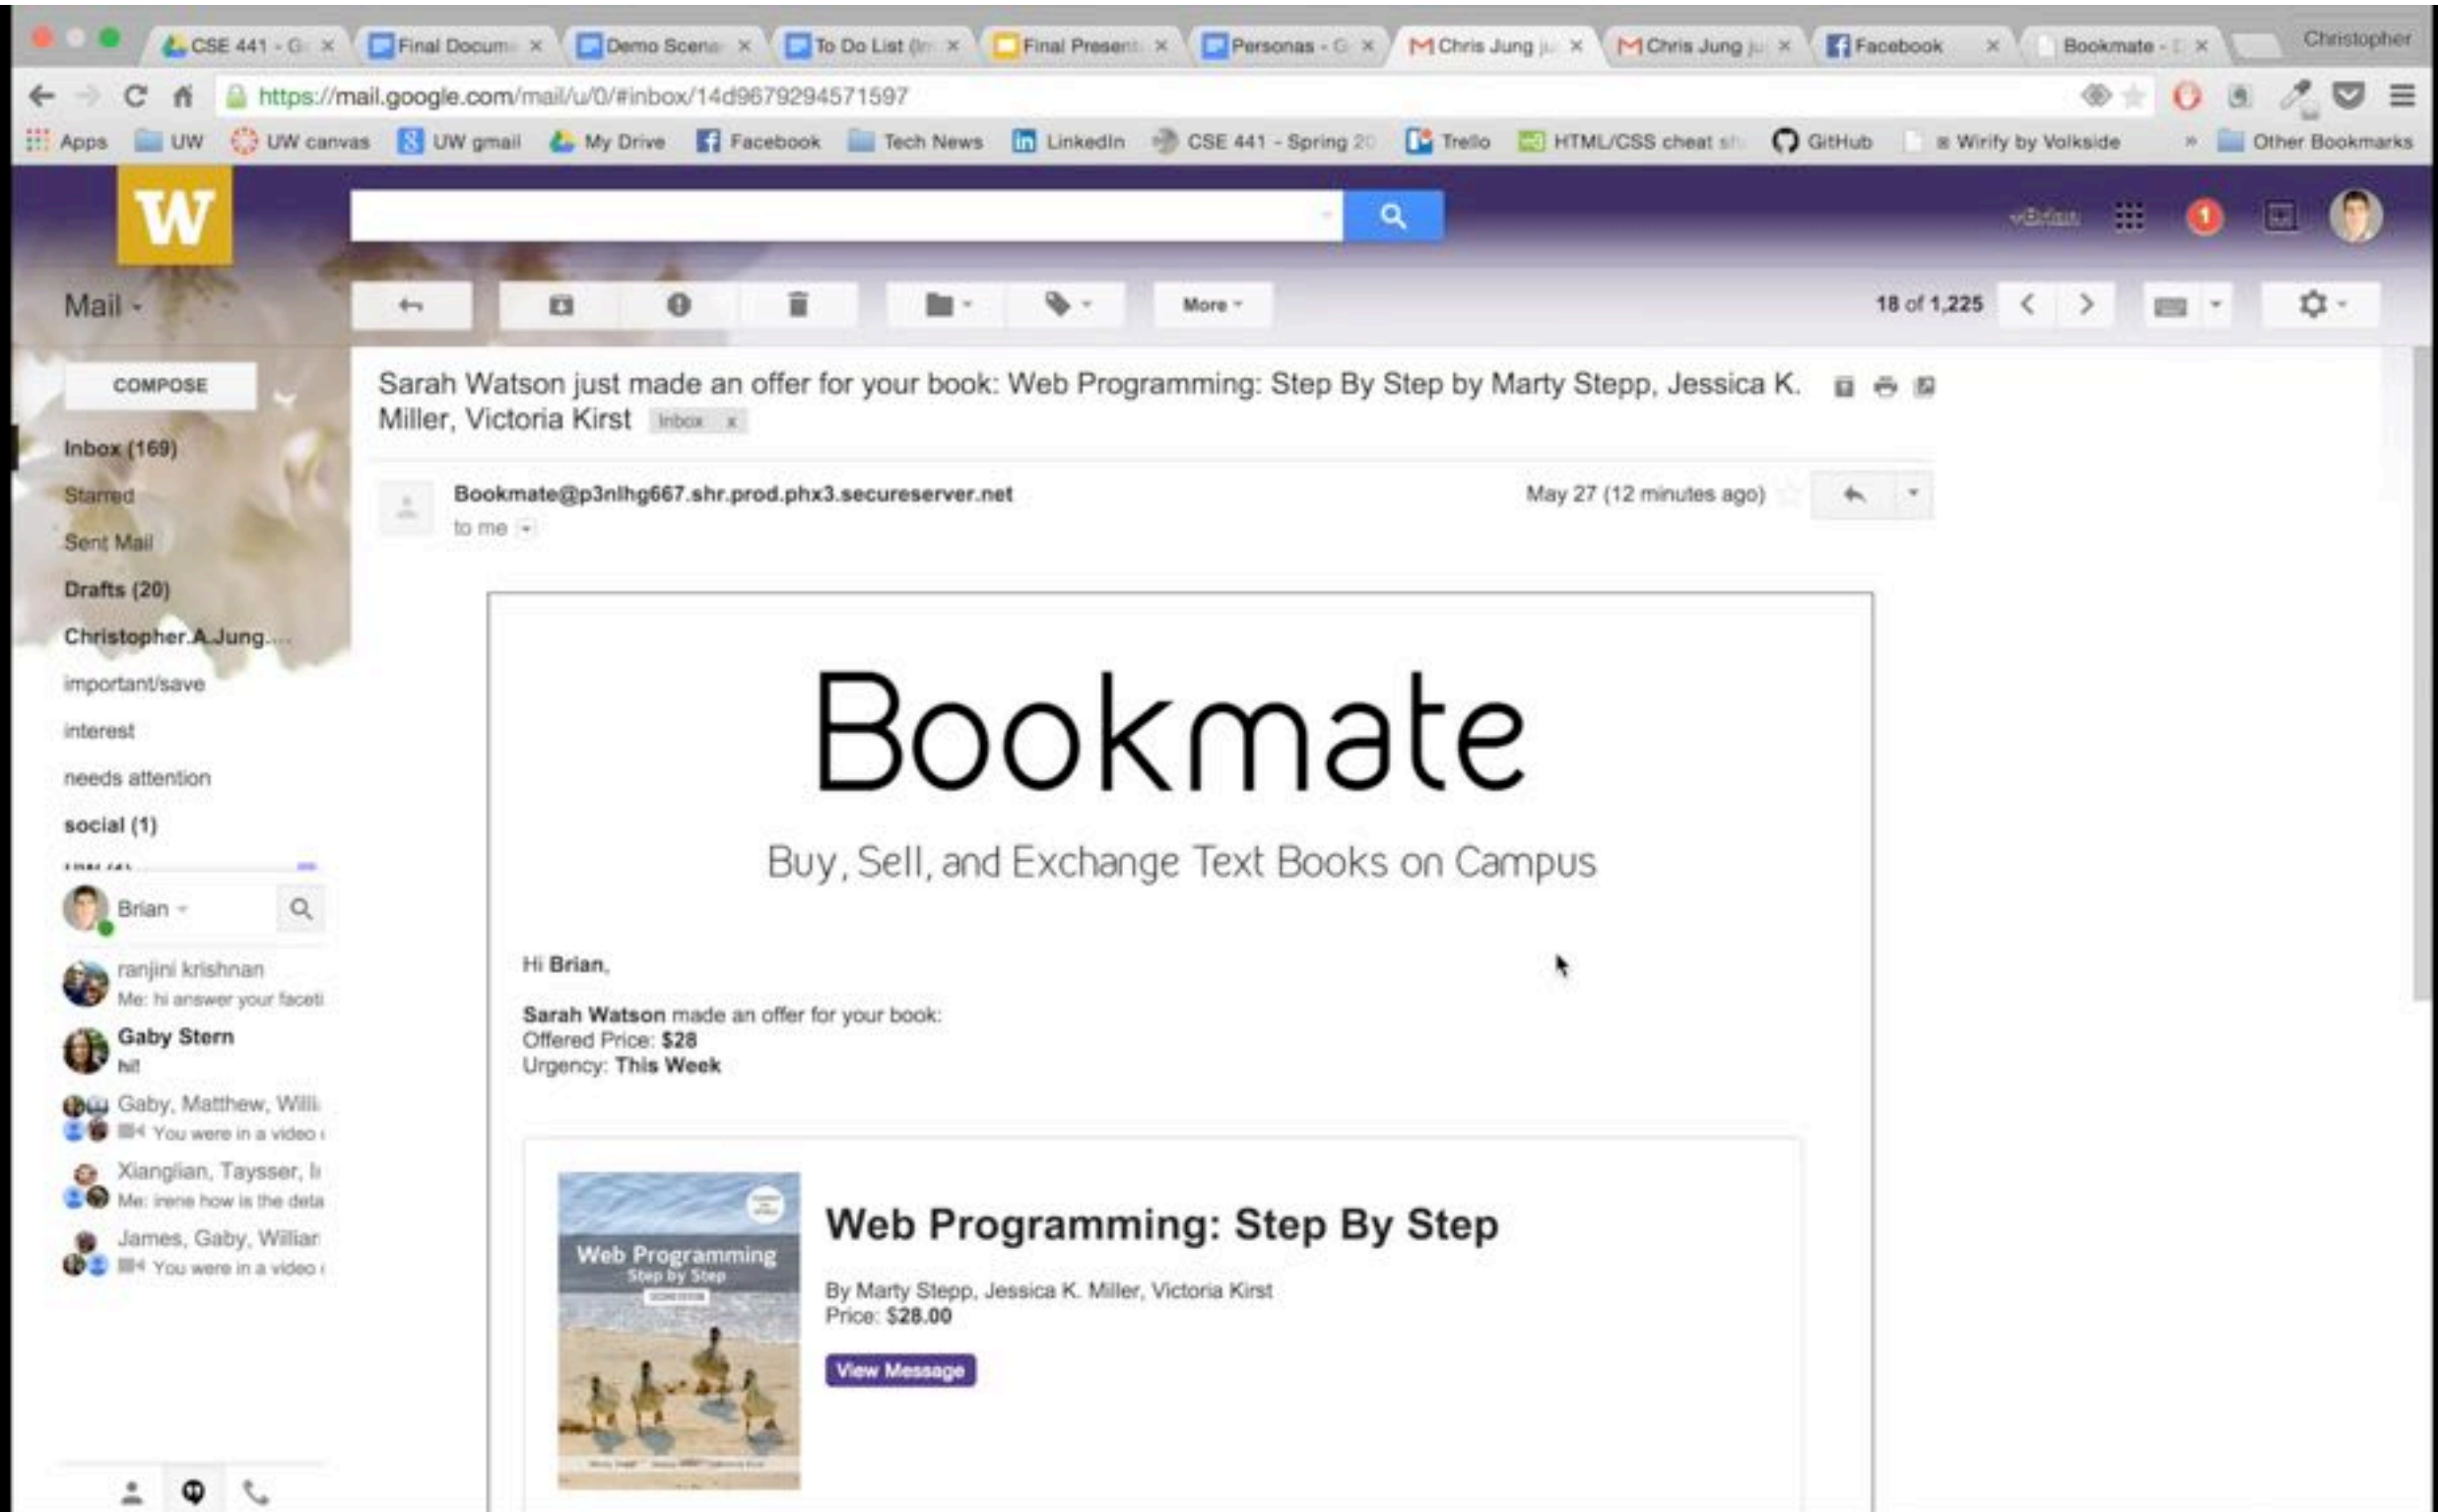 CSE 441 - G
Final Docum
Demo Scena
To Do List (Im
Final Present
Personas - G
Chris Jung ju
Chris Jung ju
Facebook
Bookmate -
Christopher
https://mail.google.com/mail/u/0/#inbox/14d9679294571597
Apps UW UW canvas UW gmail My Drive Facebook Tech News LinkedIn CSE 441 - Spring 20 Trello HTML/CSS cheat sh GitHub Wirify by Volkside » Other Bookmarks
W
+Brian 1
Mail
More
18 of 1,225
COMPOSE
Inbox (169)
Starred
Sent Mail
Drafts (20)
Christopher.A.Jung....
important/save
interest
needs attention
social (1)
Brian
ranjini krishnan
Me: hi answer your faceti
Gaby Stern
hi!
Gaby, Matthew, Willi
You were in a video
Xianglian, Taysser, I
Me: irene how is the deta
James, Gaby, Willian
You were in a video
Sarah Watson just made an offer for your book: Web Programming: Step By Step by Marty Stepp, Jessica K.
Miller, Victoria Kirst Inbox x
Bookmate@p3nlhg667.shr.prod.phx3.secureserver.net
May 27 (12 minutes ago)
to me
Bookmate
Buy, Sell, and Exchange Text Books on Campus
Hi Brian,
Sarah Watson made an offer for your book:
Offered Price: $28
Urgency: This Week
Web Programming
Step by Step
Web Programming: Step By Step
By Marty Stepp, Jessica K. Miller, Victoria Kirst
Price: $28.00
View Message